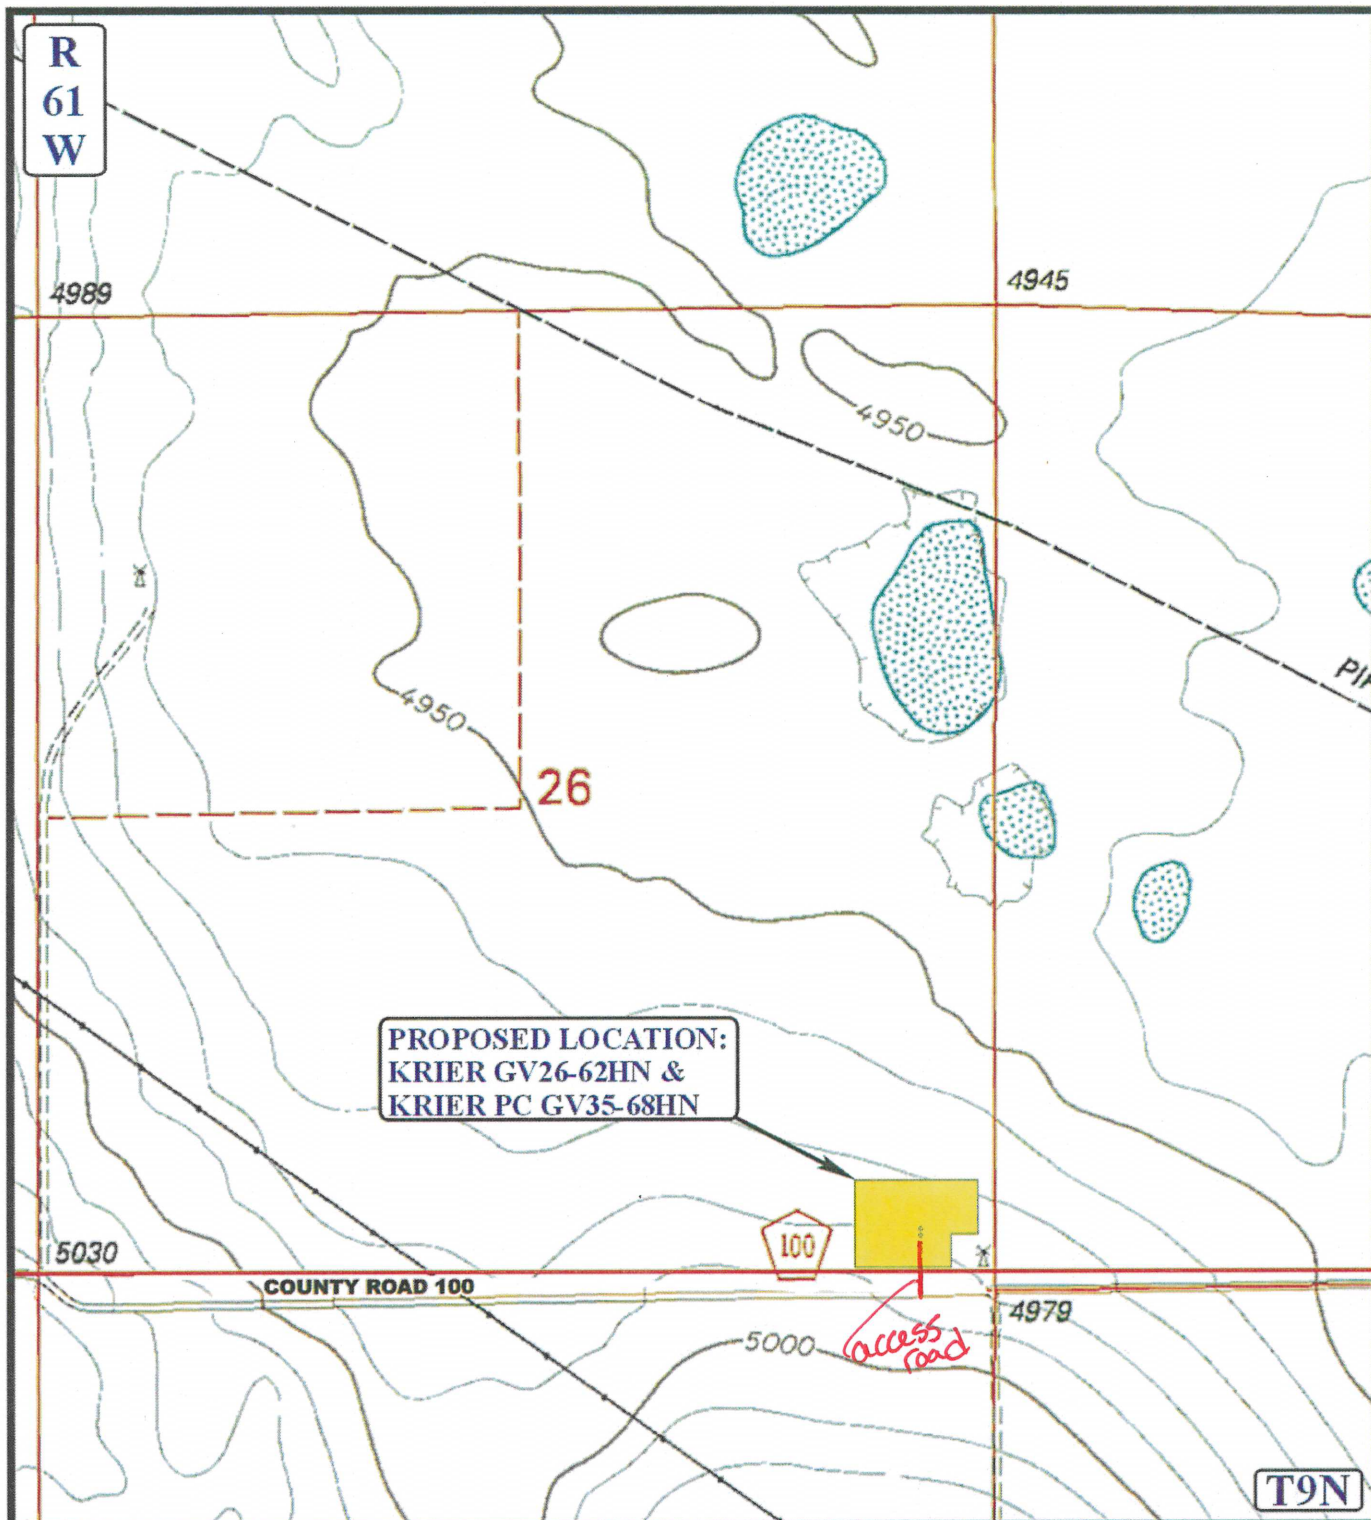 R
61
W
4989
4945
4950
4950
PIP
26
PROPOSED LOCATION:
KRIER GV26-62HN &
KRIER PC GV35-68HN
100
5030
COUNTY ROAD 100
4979
access
road
5000
T9N